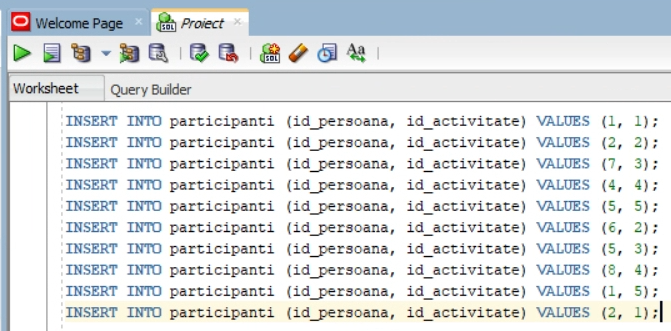 Welcome Page
Proiect
Worksheet
Query Builder
INSERT INTO participanti (id_persoana, id_activitate) VALUES (1, 1);
INSERT INTO participanti (id_persoana, id_activitate) VALUES (2, 2);
INSERT INTO participanti (id_persoana, id_activitate) VALUES (7, 3);
INSERT INTO participanti (id_persoana, id_activitate) VALUES (4, 4);
INSERT INTO participanti (id_persoana, id_activitate) VALUES (5, 5);
INSERT INTO participanti (id_persoana, id_activitate) VALUES (6, 2);
INSERT INTO participanti (id_persoana, id_activitate) VALUES (5, 3);
INSERT INTO participanti (id_persoana, id_activitate) VALUES (8, 4);
INSERT INTO participanti (id_persoana, id_activitate) VALUES (1, 5);
INSERT INTO participanti (id_persoana, id_activitate) VALUES (2, 1);